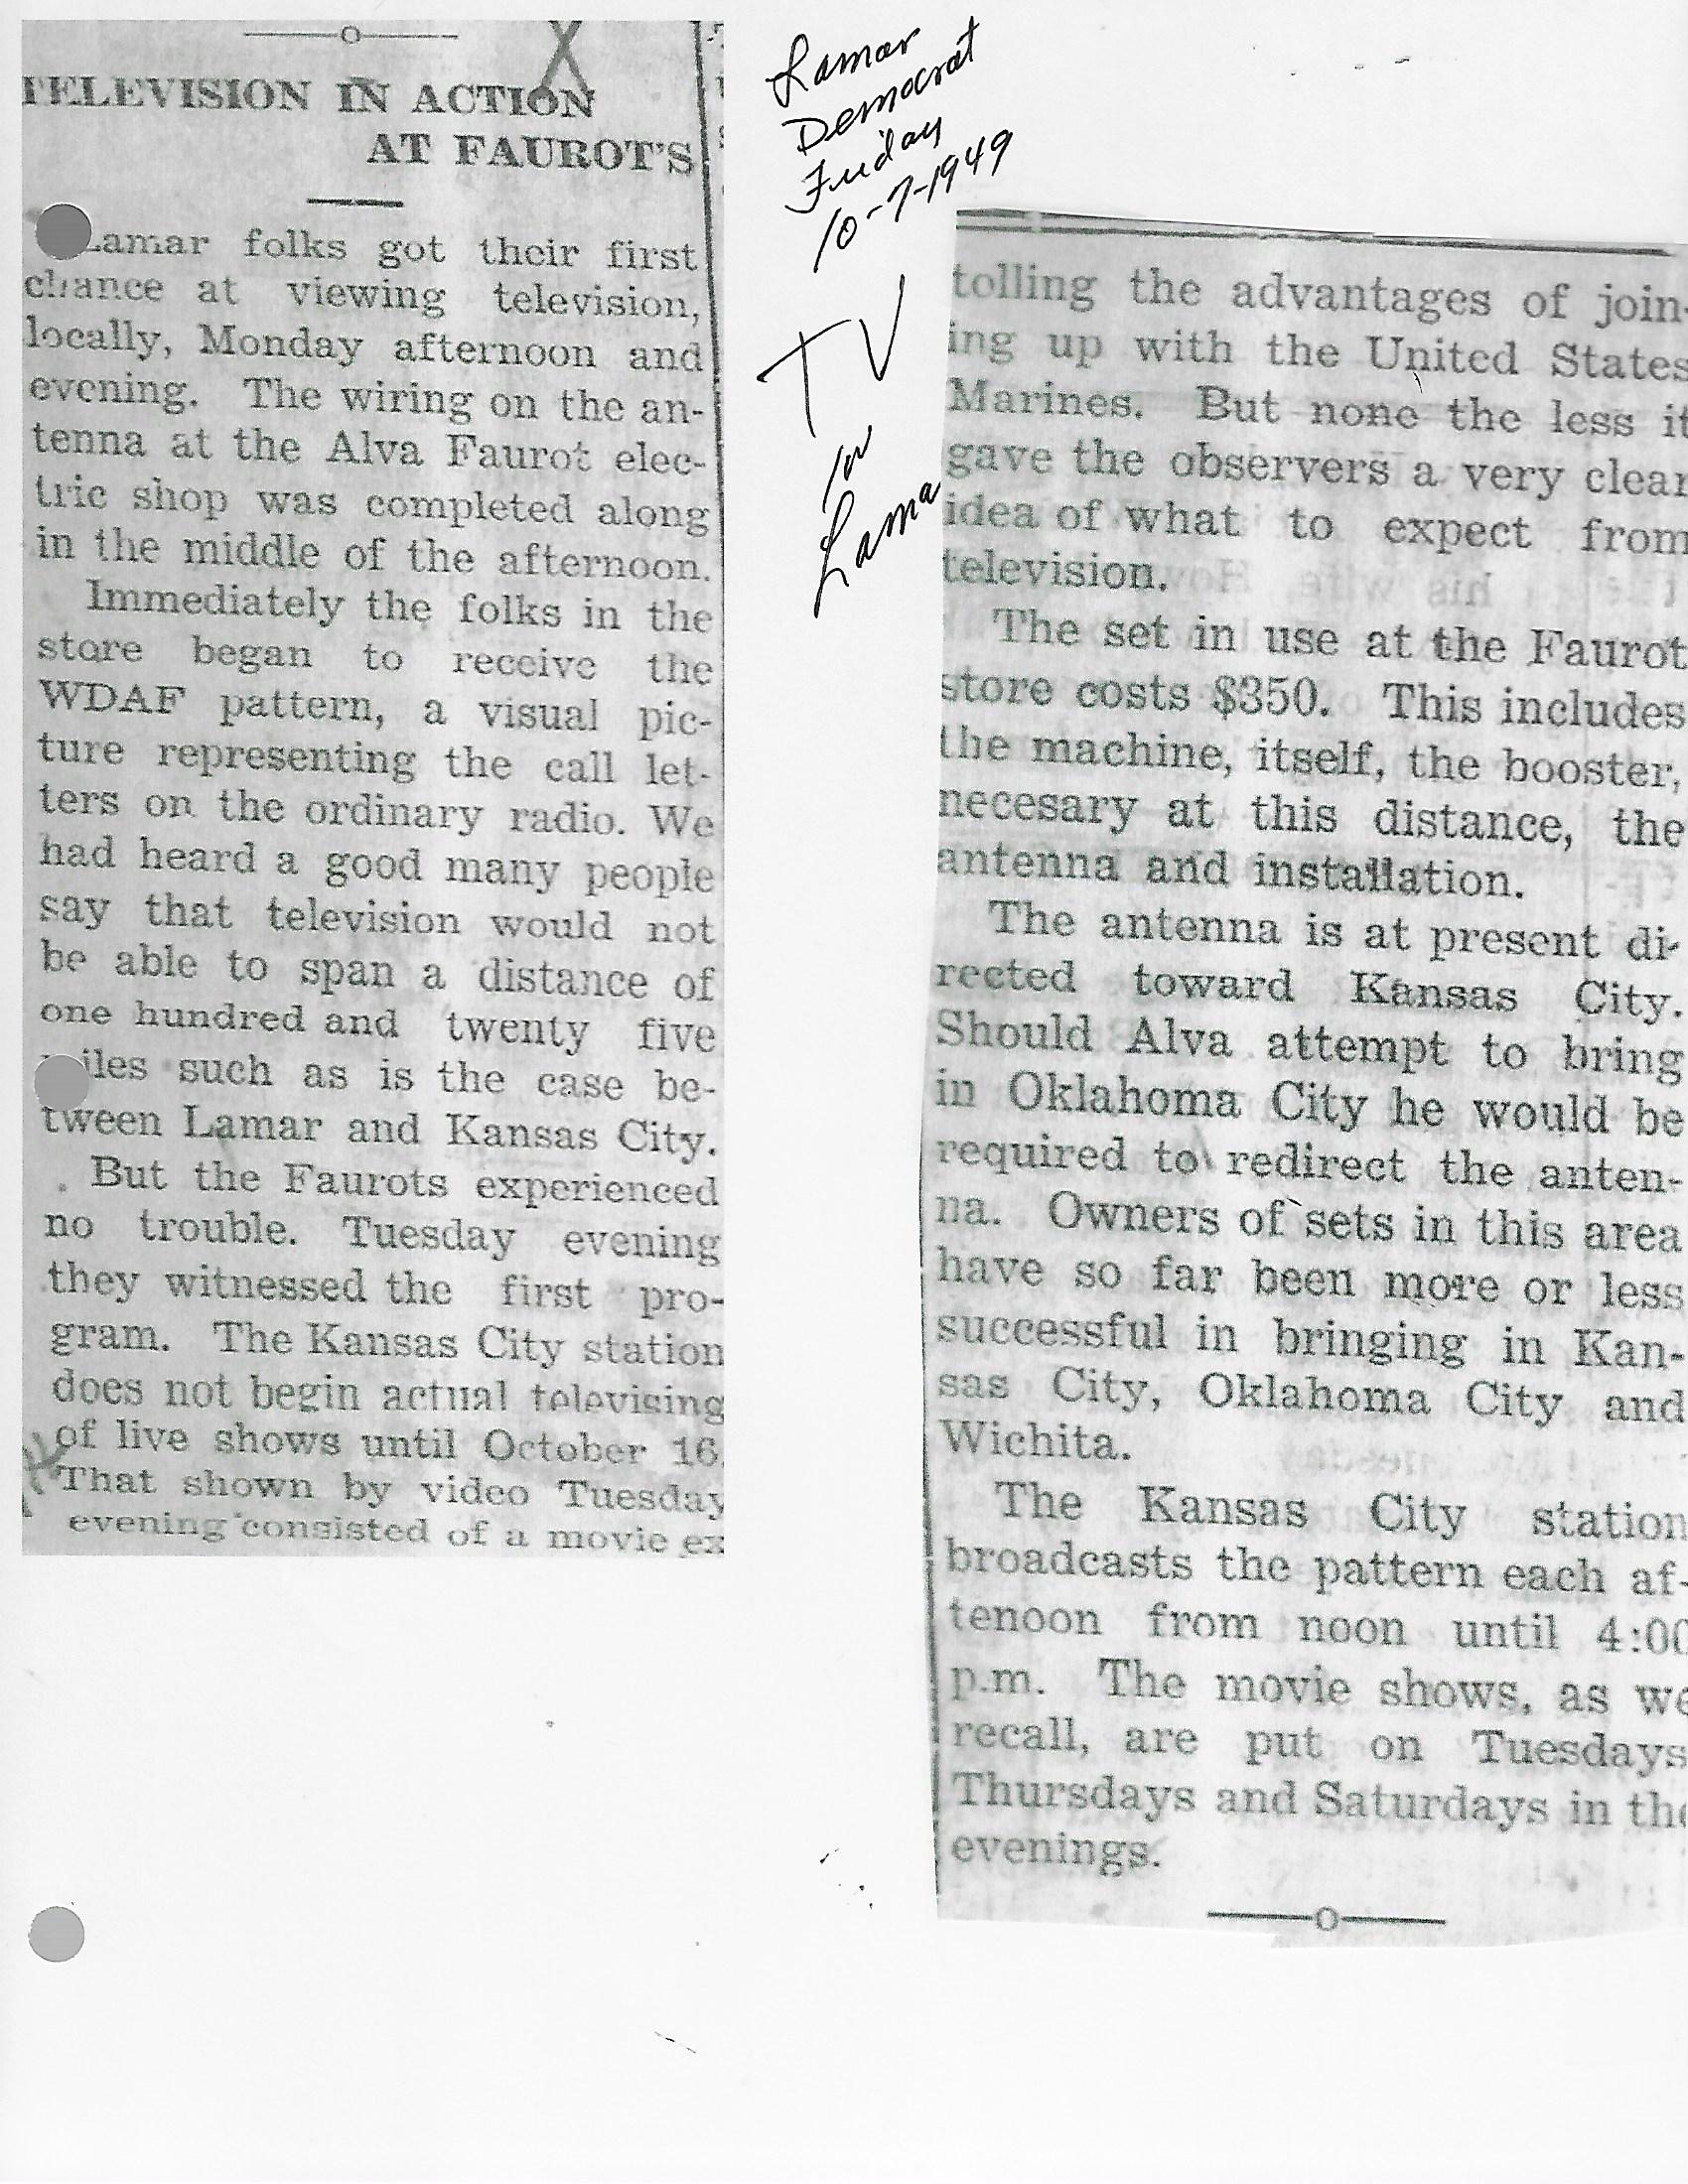 TELEVISION IN ACTION
AT FAUROT'S
Lamar folks got their first
chance at viewing television,
locally, Monday afternoon and
evening. The wiring on the an-
tenna at the Alva Faurot elec-
tric shop was completed along
in the middle of the afternoon.
Immediately the folks in the
store began to receive the
WDAF pattern, a visual pic-
ture representing the call let-
ters on the ordinary radio. We
had heard a good many people
say that television would not
be able to span a distance of
one hundred and twenty five
miles such as is the case be-
tween Lamar and Kansas City.
But the Faurots experienced
no trouble. Tuesday evening
they witnessed the first pro-
gram. The Kansas City station
does not begin actual televising
of live shows until October 16.
That shown by video Tuesday
evening consisted of a movie ex
Lamar
Democrat
Friday
10-7-1949
TV
in
Lama
tolling the advantages of join-
ing up with the United States
Marines. But none the less it
gave the observers a very clear
idea of what to expect from
television.
The set in use at the Faurot
store costs $350. This includes
the machine, itself, the booster,
necesary at this distance, the
antenna and installation.
The antenna is at present di-
rected toward Kansas City.
Should Alva attempt to bring
in Oklahoma City he would be
required to redirect the anten-
na. Owners of sets in this area
have so far been more or less
successful in bringing in Kan-
sas City, Oklahoma City and
Wichita.
The Kansas City station
broadcasts the pattern each af-
tenoon from noon until 4:00
p.m. The movie shows, as we
recall, are put on Tuesdays
Thursdays and Saturdays in the
evenings.